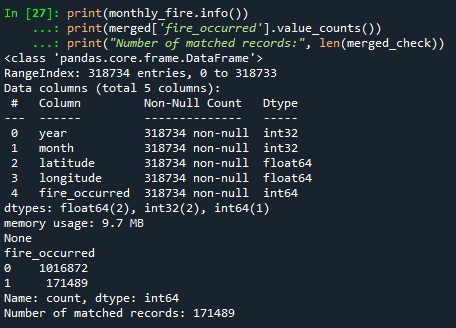 In [27]: print(monthly_fire.info())
    ...: print(merged['fire_occurred'].value_counts())
    ...: print("Number of matched records:", len(merged_check))
<class 'pandas.core.frame.DataFrame'>
RangeIndex: 318734 entries, 0 to 318733
Data columns (total 5 columns):
 #   Column         Non-Null Count   Dtype
---  ------         --------------   -----
 0   year           318734 non-null  int32
 1   month          318734 non-null  int32
 2   latitude       318734 non-null  float64
 3   longitude      318734 non-null  float64
 4   fire_occurred  318734 non-null  int64
dtypes: float64(2), int32(2), int64(1)
memory usage: 9.7 MB
None
fire_occurred
0    1016872
1     171489
Name: count, dtype: int64
Number of matched records: 171489